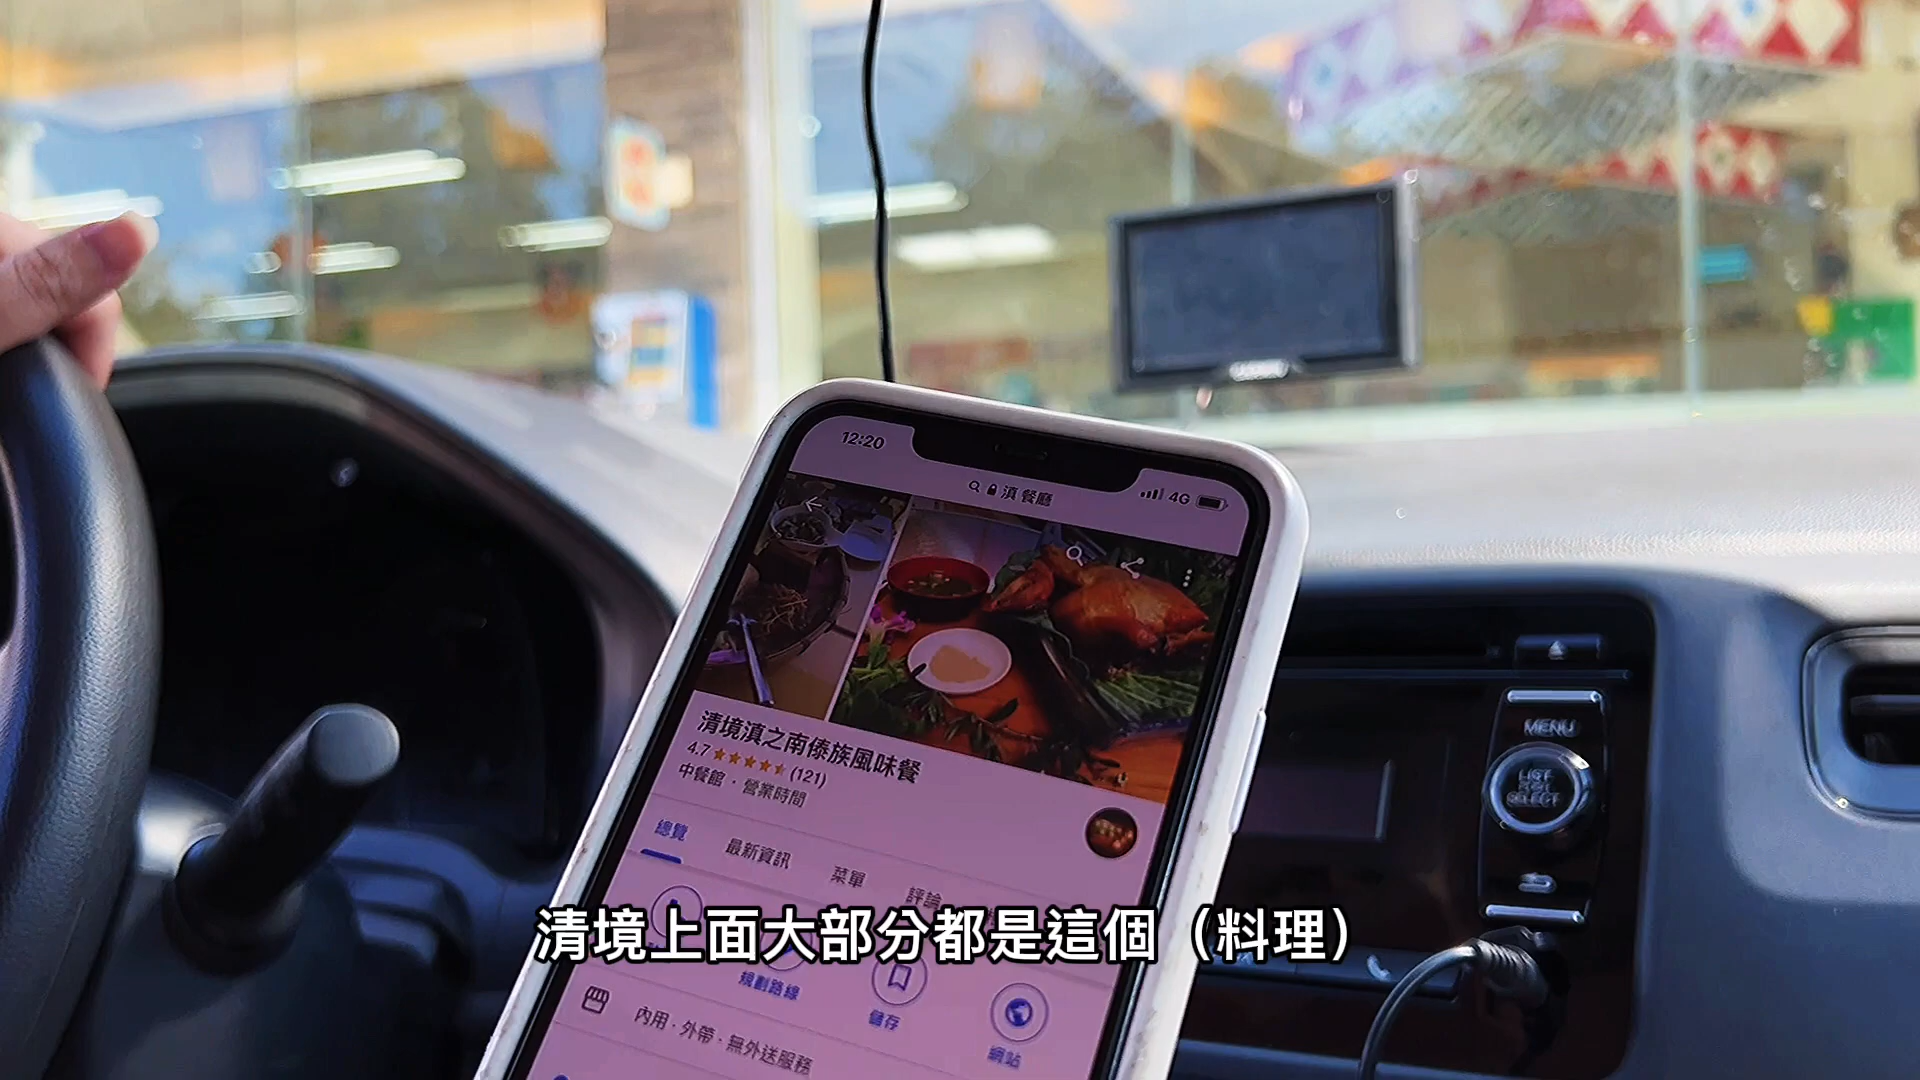 12:20
滇 餐廳
4G
清境滇之南傣族風味餐
4.7 (121)
中餐館 · 營業時間
總覽
最新資訊
菜單
評論
清境上面大部分都是這個（料理）
規劃路線
儲存
網站
內用 · 外帶 · 無外送服務
MENU
LIST
SELECT